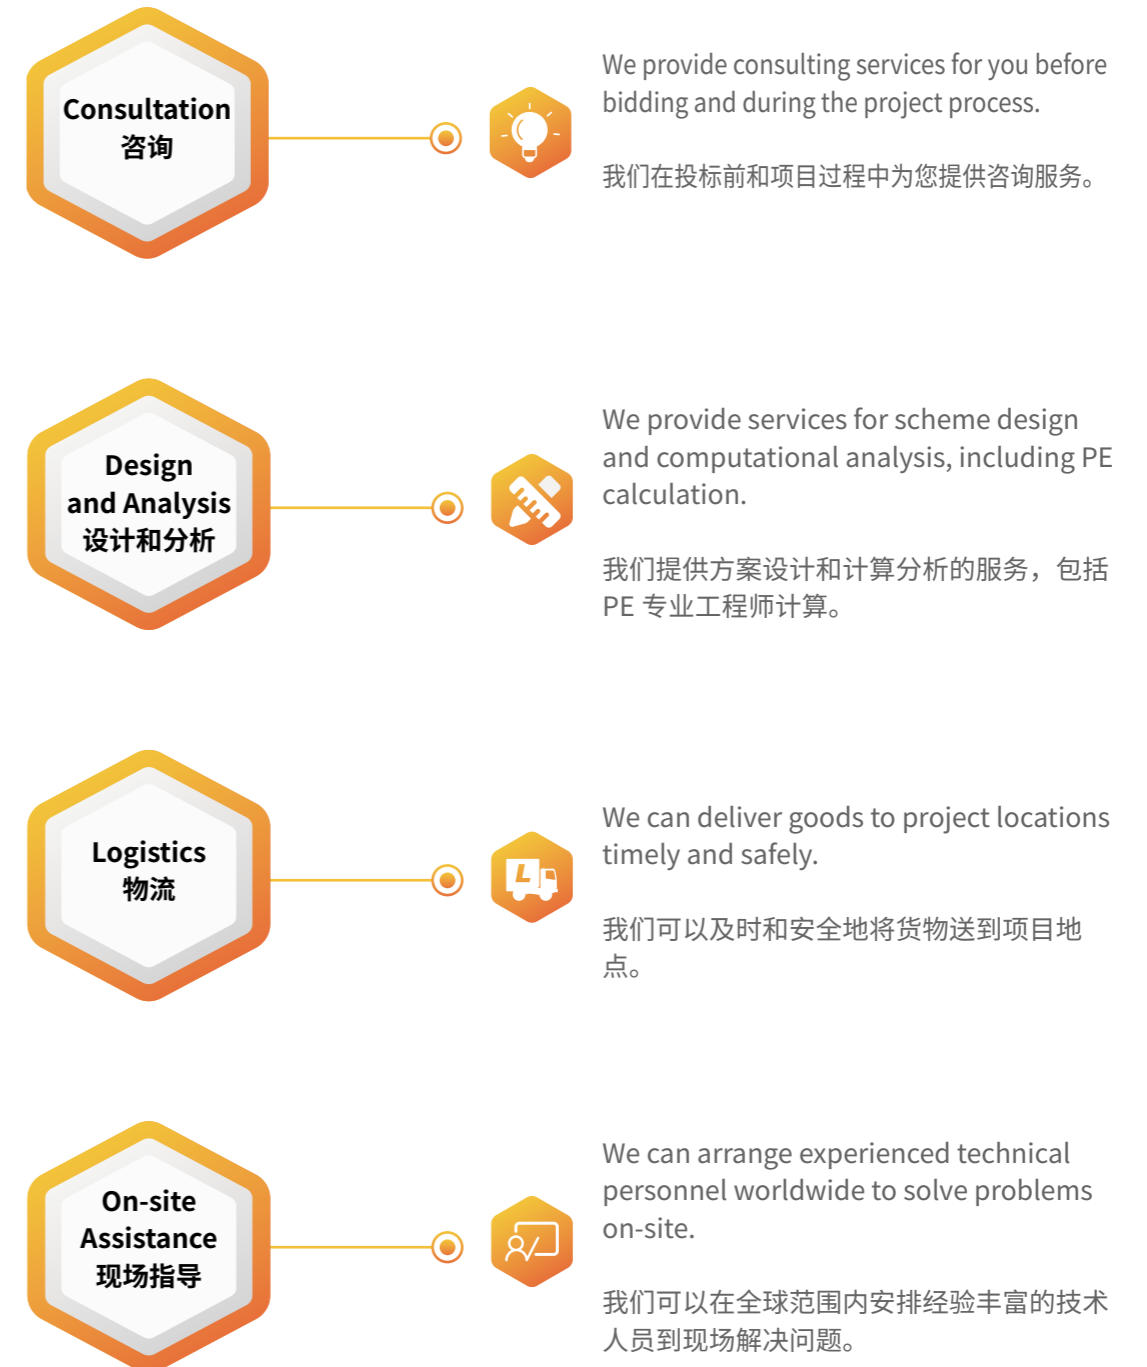 Consultation
咨询
We provide consulting services for you before
bidding and during the project process.
我们在投标前和项目过程中为您提供咨询服务。
Design
and Analysis
设计和分析
We provide services for scheme design
and computational analysis, including PE
calculation.
我们提供方案设计和计算分析的服务，包括
PE 专业工程师计算。
Logistics
物流
L
We can deliver goods to project locations
timely and safely.
我们可以及时和安全地将货物送到项目地
点。
On-site
Assistance
现场指导
We can arrange experienced technical
personnel worldwide to solve problems
on-site.
我们可以在全球范围内安排经验丰富的技术
人员到现场解决问题。